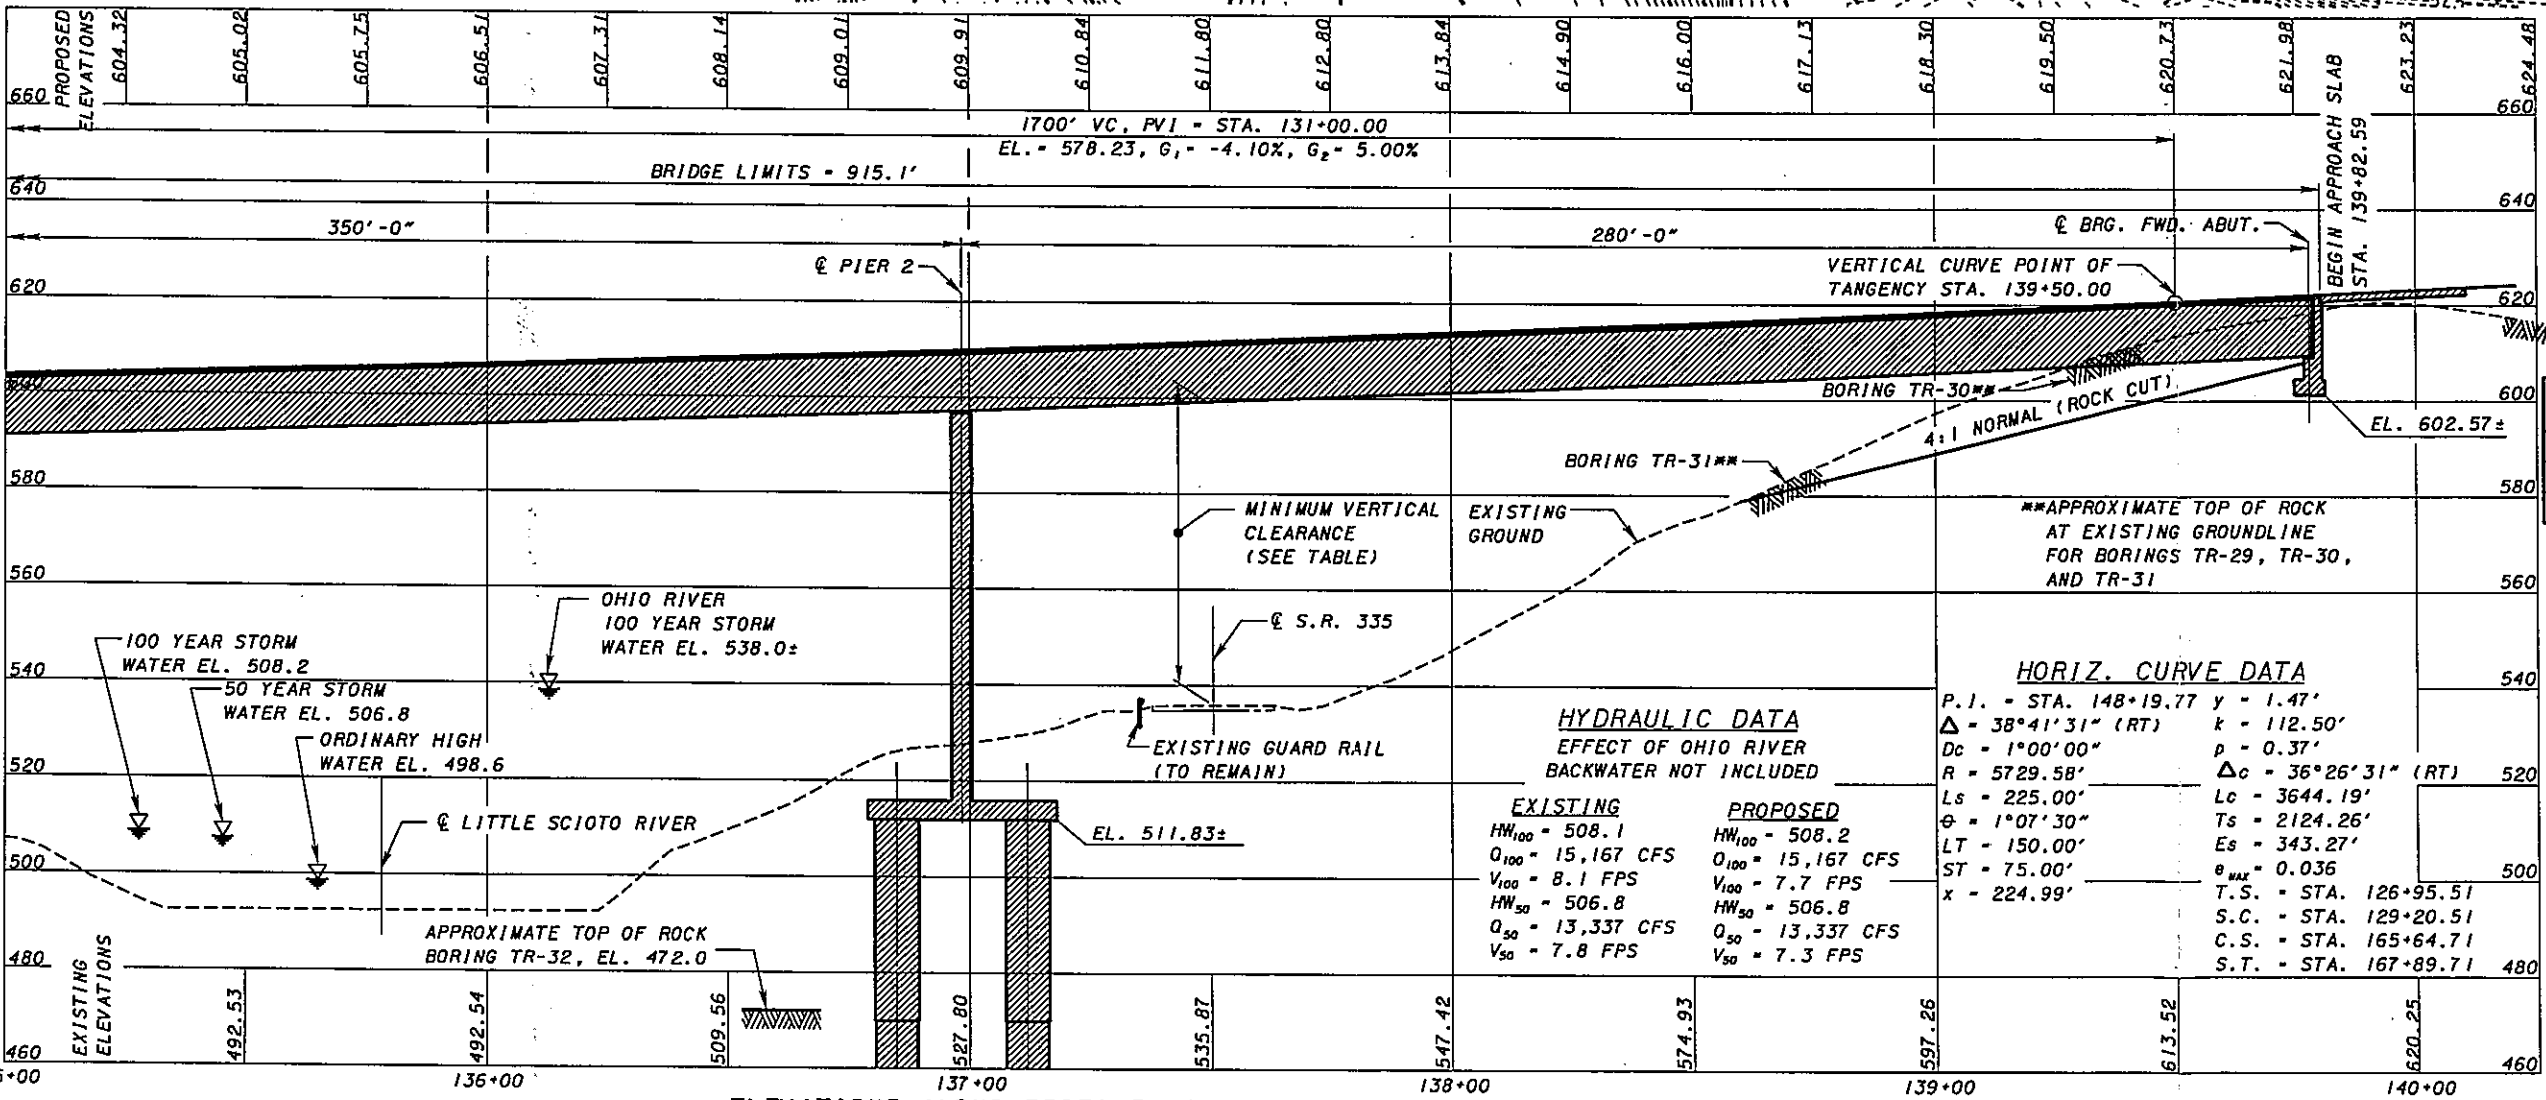 PROPOSED
ELEVATIONS
604.32
605.02
605.75
606.51
607.31
608.14
609.01
609.91
610.84
611.80
612.80
613.84
614.90
616.00
617.13
618.30
619.50
620.73
621.98
623.23
624.48
660
660
1700' VC, PVI = STA. 131+00.00
EL. = 578.23, G₁ = -4.10%, G₂ = 5.00%
BRIDGE LIMITS = 915.1'
BEGIN APPROACH SLAB
STA. 139+82.59
640
640
350'-0"
280'-0"
℄ BRG. FWD. ABUT.
℄ PIER 2
VERTICAL CURVE POINT OF
TANGENCY STA. 139+50.00
620
620
600
600
BORING TR-30**
4:1 NORMAL (ROCK CUT)
EL. 602.57±
BORING TR-31**
580
580
MINIMUM VERTICAL
CLEARANCE
(SEE TABLE)
EXISTING
GROUND
**APPROXIMATE TOP OF ROCK
AT EXISTING GROUNDLINE
FOR BORINGS TR-29, TR-30,
AND TR-31
560
560
OHIO RIVER
100 YEAR STORM
WATER EL. 538.0±
℄ S.R. 335
100 YEAR STORM
WATER EL. 508.2
50 YEAR STORM
WATER EL. 506.8
ORDINARY HIGH
WATER EL. 498.6
540
540
EXISTING GUARD RAIL
(TO REMAIN)
520
520
℄ LITTLE SCIOTO RIVER
EL. 511.83±
500
500
APPROXIMATE TOP OF ROCK
BORING TR-32, EL. 472.0
480
480
HYDRAULIC DATA
EFFECT OF OHIO RIVER
BACKWATER NOT INCLUDED
EXISTING
HW₁₀₀ = 508.1
Q₁₀₀ = 15,167 CFS
V₁₀₀ = 8.1 FPS
HW₅₀ = 506.8
Q₅₀ = 13,337 CFS
V₅₀ = 7.8 FPS
PROPOSED
HW₁₀₀ = 508.2
Q₁₀₀ = 15,167 CFS
V₁₀₀ = 7.7 FPS
HW₅₀ = 506.8
Q₅₀ = 13,337 CFS
V₅₀ = 7.3 FPS
HORIZ. CURVE DATA
P.I. = STA. 148+19.77
Δ = 38°41'31" (RT)
Dc = 1°00'00"
R = 5729.58'
Ls = 225.00'
θ = 1°07'30"
LT = 150.00'
ST = 75.00'
x = 224.99'
y = 1.47'
k = 112.50'
p = 0.37'
Δc = 36°26'31" (RT)
Lc = 3644.19'
Ts = 2124.26'
Es = 343.27'
e MAX = 0.036
T.S. = STA. 126+95.51
S.C. = STA. 129+20.51
C.S. = STA. 165+64.71
S.T. = STA. 167+89.71
EXISTING
ELEVATIONS
492.53
492.54
509.56
527.80
535.87
547.42
574.93
597.26
613.52
620.25
460
460
+00
136+00
137+00
138+00
139+00
140+00